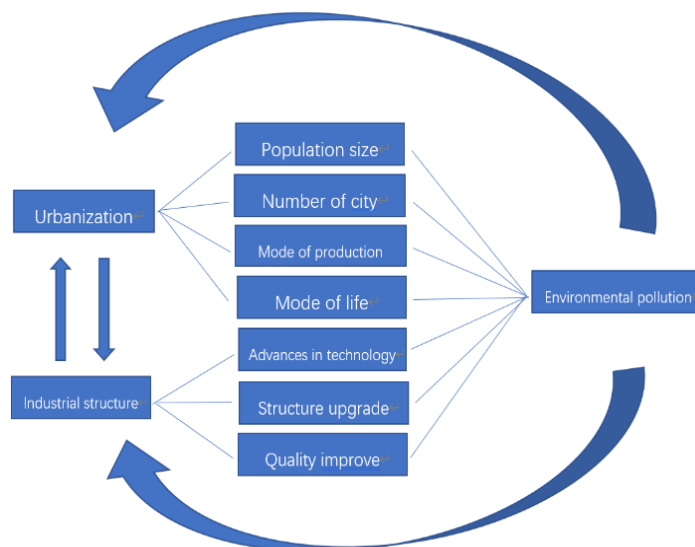 Population size
Number of city
Urbanization
Mode of production
Mode of life
Environmental pollution
Advances in technology
Industrial structure
Structure upgrade
Quality improve